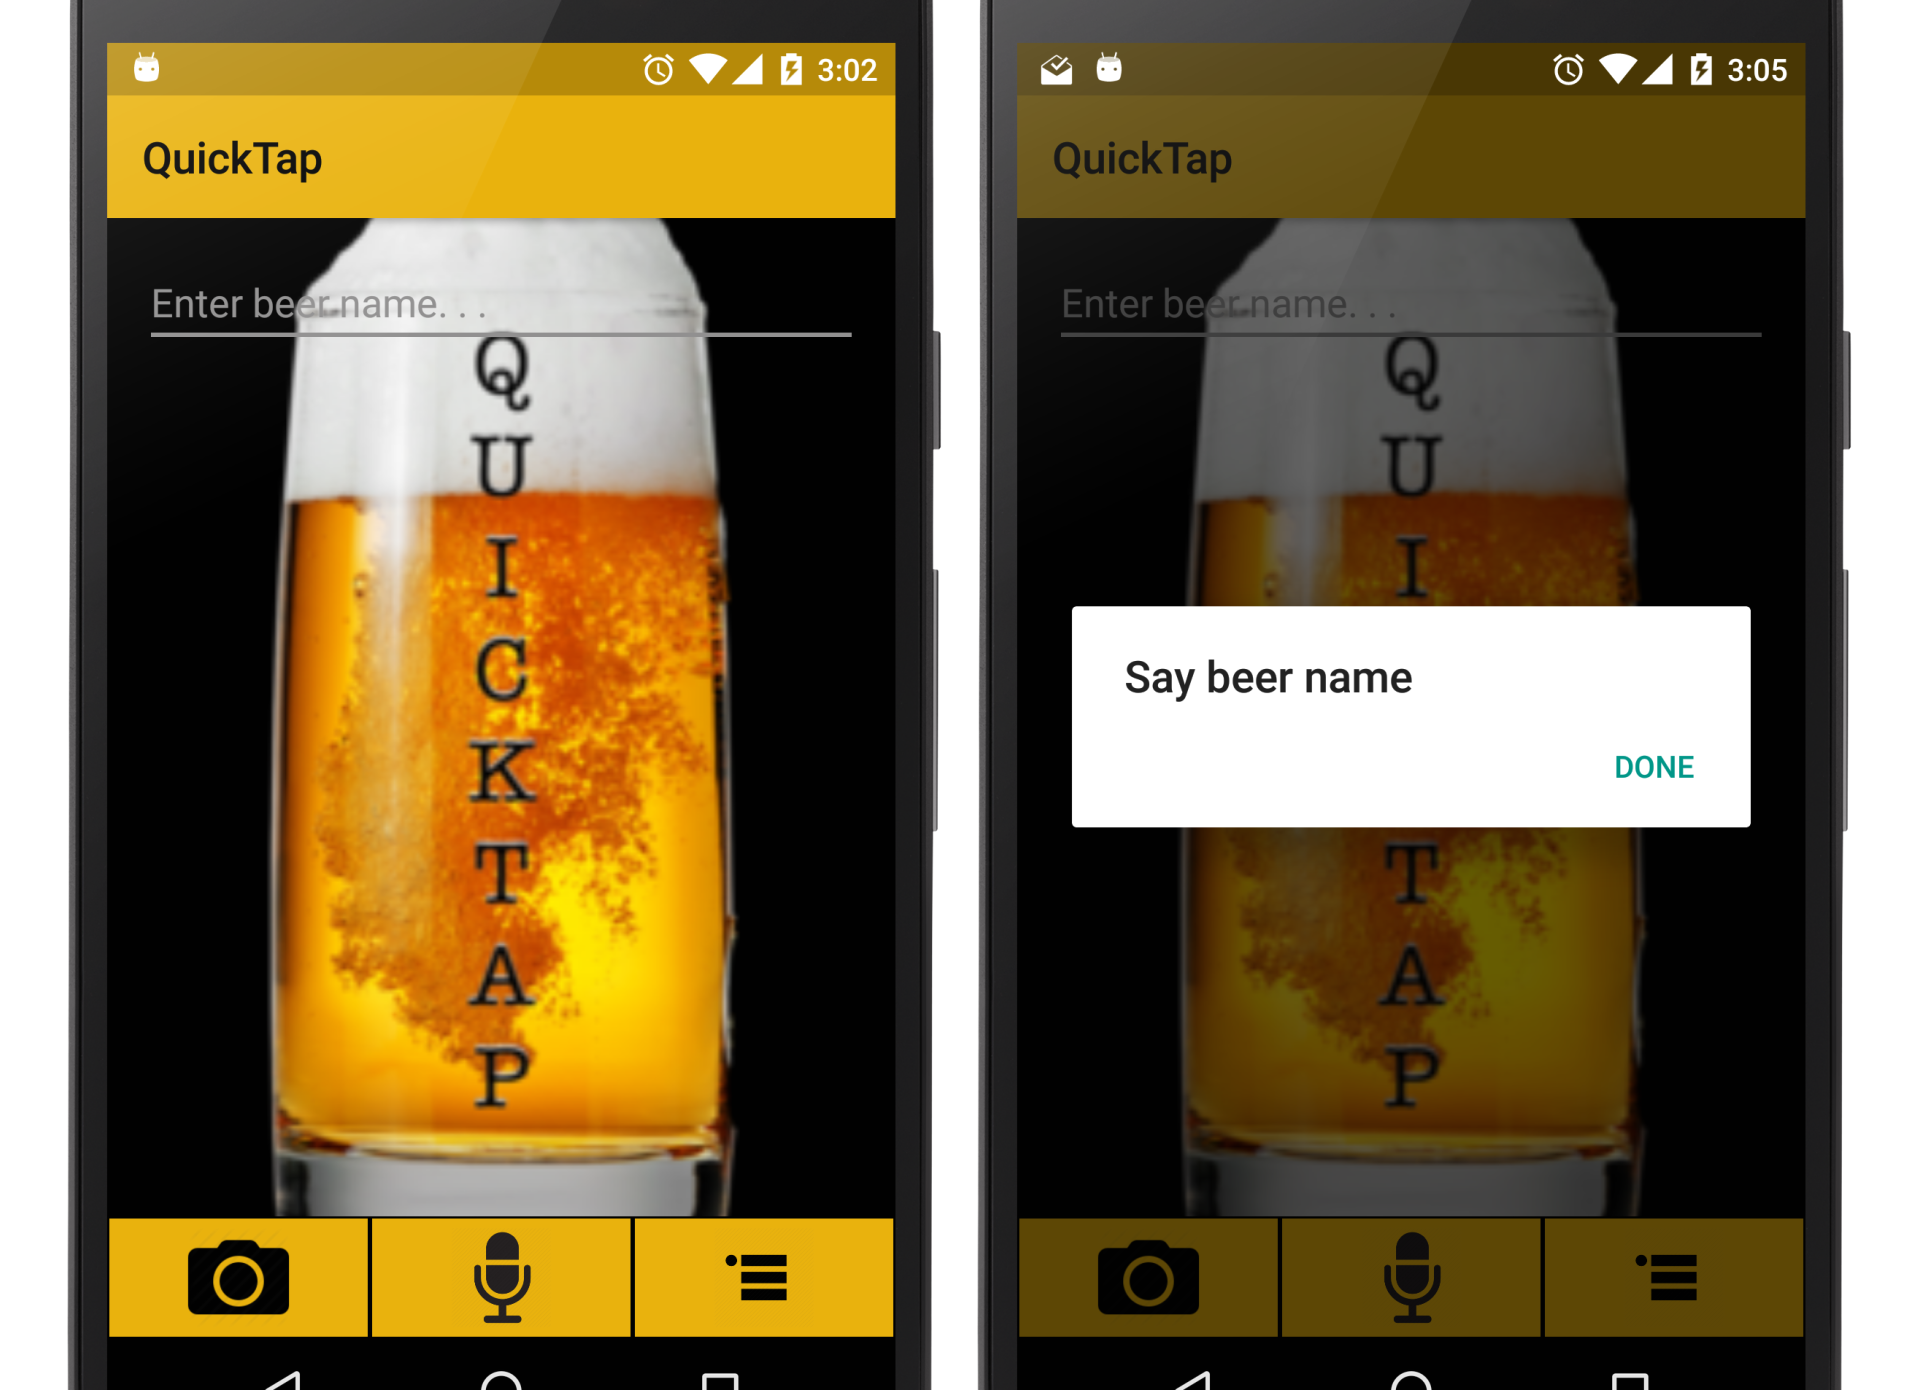 3:02
QuickTap
Enter beer name. . .
Q
U
I
C
K
T
A
P
3:05
QuickTap
Enter beer name. . .
Q
U
I
Say beer name
DONE
T
A
P